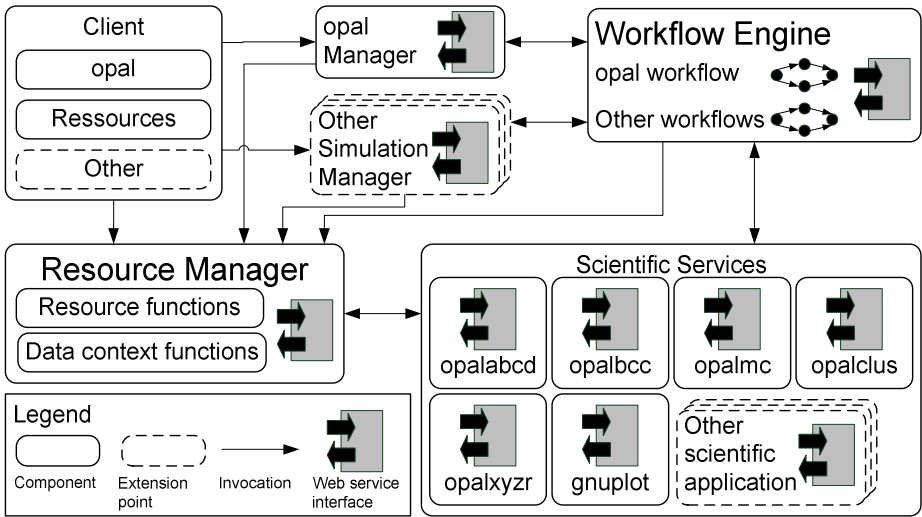 Client
opal
Ressources
Other
opal
Manager
Other
Simulation
Manager
Workflow Engine
opal workflow
Other workflows
Resource Manager
Resource functions
Data context functions
Scientific Services
opalabcd
opalbcc
opalmc
opalclus
opalxyzr
gnuplot
Other
scientific
application
Legend
Component
Extension
point
Invocation
Web service
interface